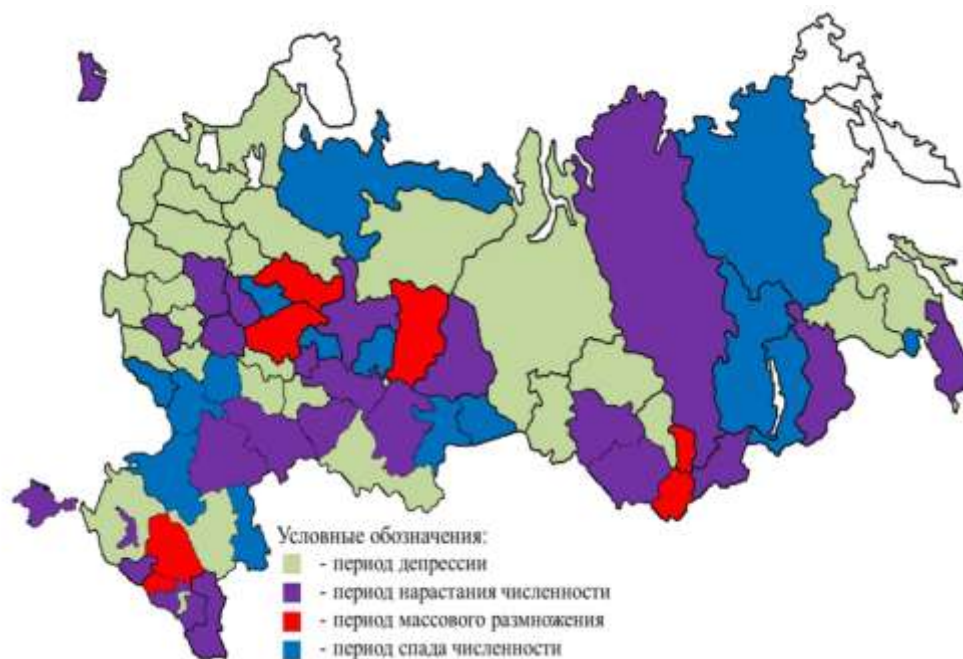 Условные обозначения:
- период депрессии
- период нарастания численности
- период массового размножения
- период спада численности